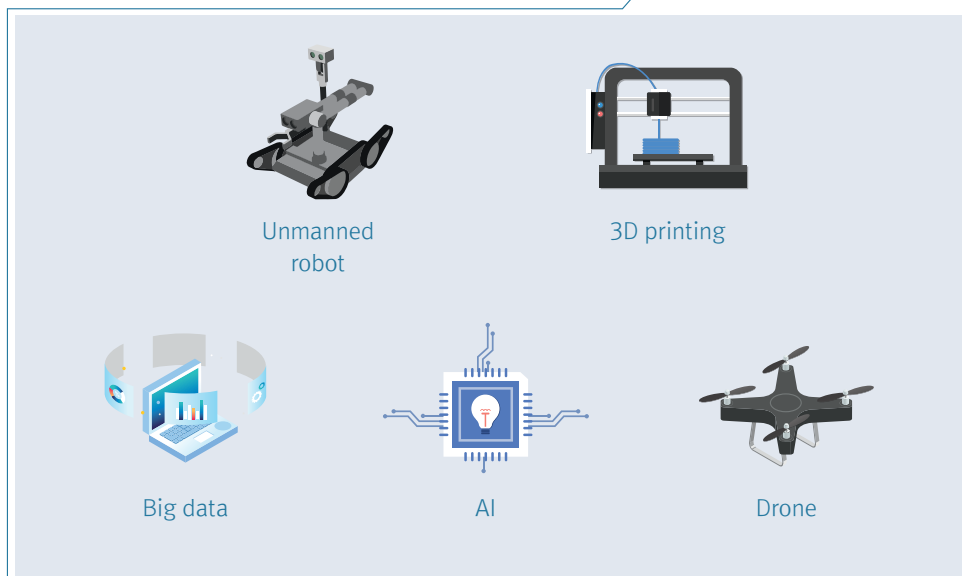 Unmanned
robot
3D printing
Big data
AI
Drone